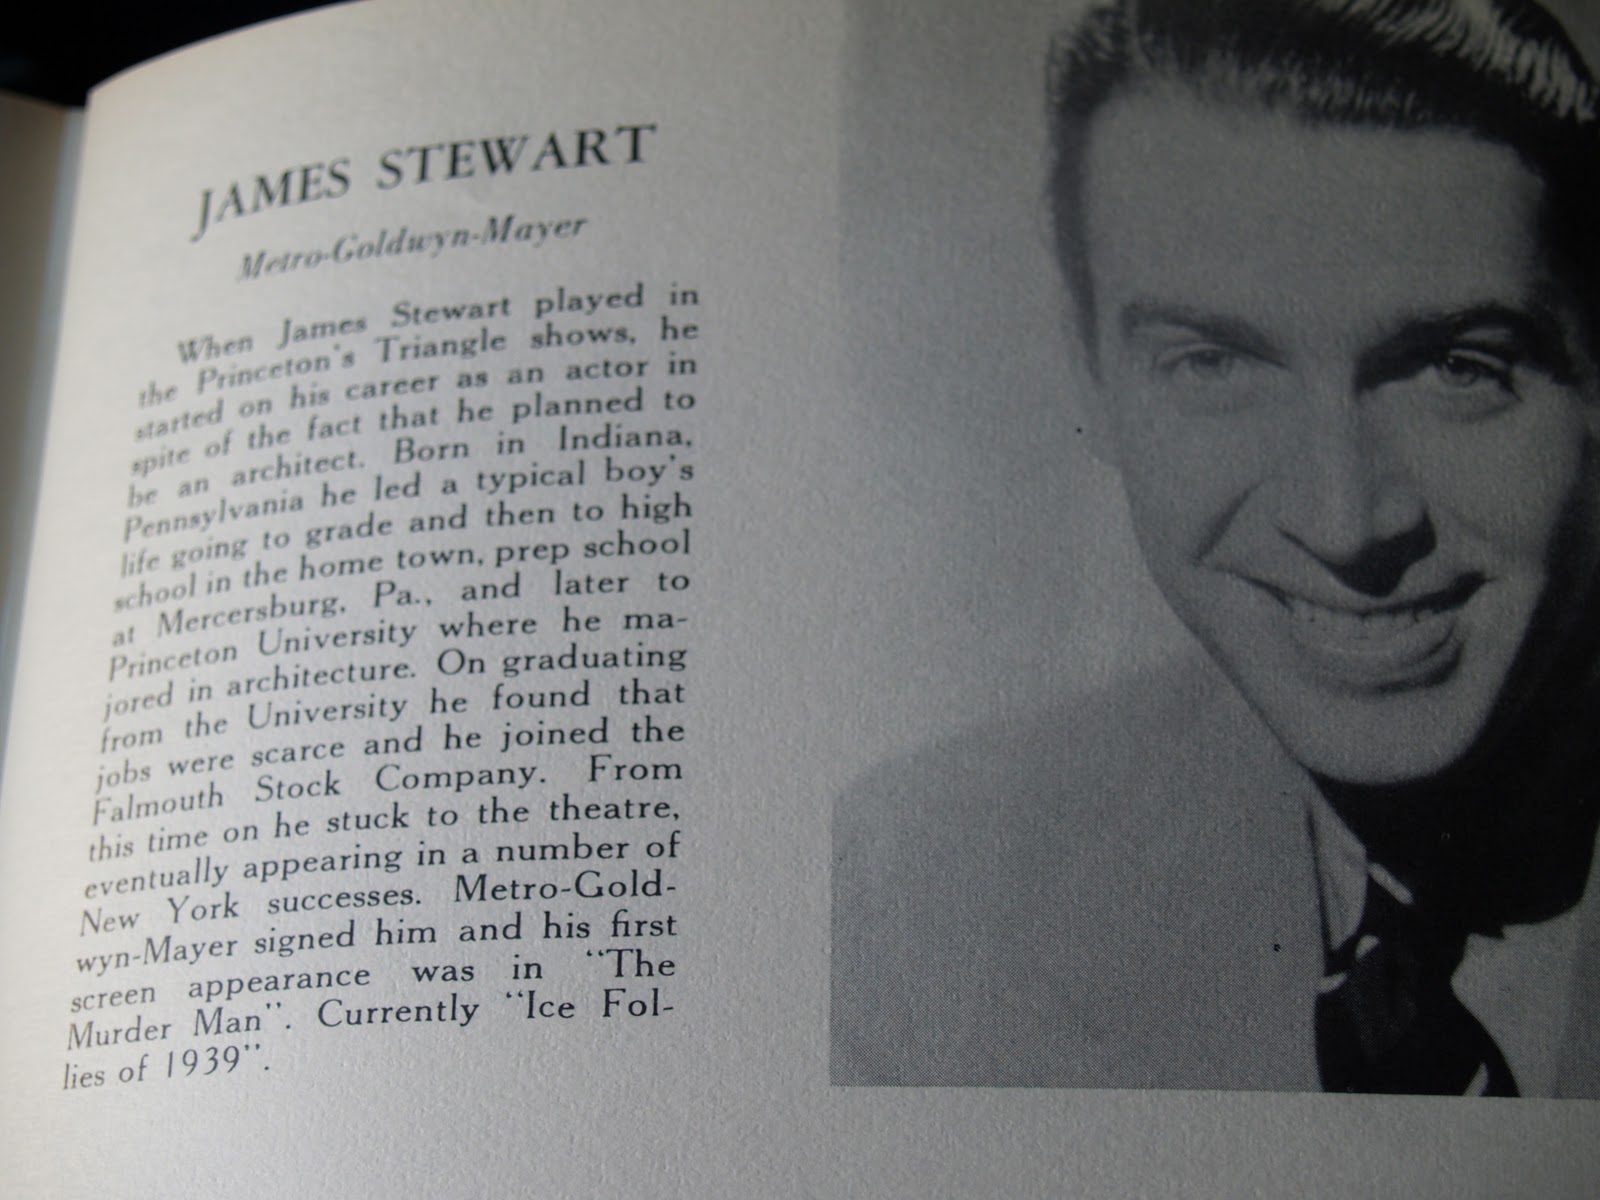 JAMES STEWART
Metro-Goldwyn-Mayer
When James Stewart played in
the Princeton's Triangle shows, he
started on his career as an actor in
spite of the fact that he planned to
be an architect. Born in Indiana,
Pennsylvania he led a typical boy's
life going to grade and then to high
school in the home town, prep school
at Mercersburg, Pa., and later to
Princeton University where he ma-
jored in architecture. On graduating
from the University he found that
jobs were scarce and he joined the
Falmouth Stock Company. From
this time on he stuck to the theatre,
eventually appearing in a number of
New York successes. Metro-Gold-
wyn-Mayer signed him and his first
screen appearance was in "The
Murder Man". Currently "Ice Fol-
lies of 1939".